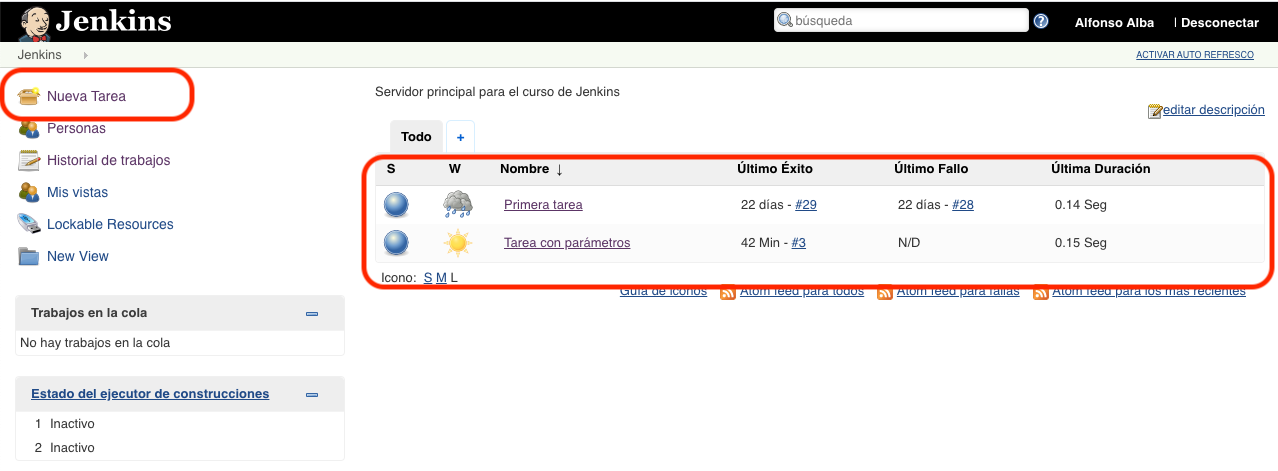 Jenkins
búsqueda
Alfonso Alba | Desconectar
Jenkins
ACTIVAR AUTO REFRESCO
Nueva Tarea
Personas
Historial de trabajos
Mis vistas
Lockable Resources
New View
Trabajos en la cola
No hay trabajos en la cola
Estado del ejecutor de construcciones
1 Inactivo
2 Inactivo
Servidor principal para el curso de Jenkins
editar descripción
Todo +
S W Nombre ↓ Último Éxito Último Fallo Última Duración
Primera tarea 22 días - #29 22 días - #28 0.14 Seg
Tarea con parámetros 42 Min - #3 N/D 0.15 Seg
Icono: S M L
Guía de iconos Atom feed para todos Atom feed para fallas Atom feed para los más recientes